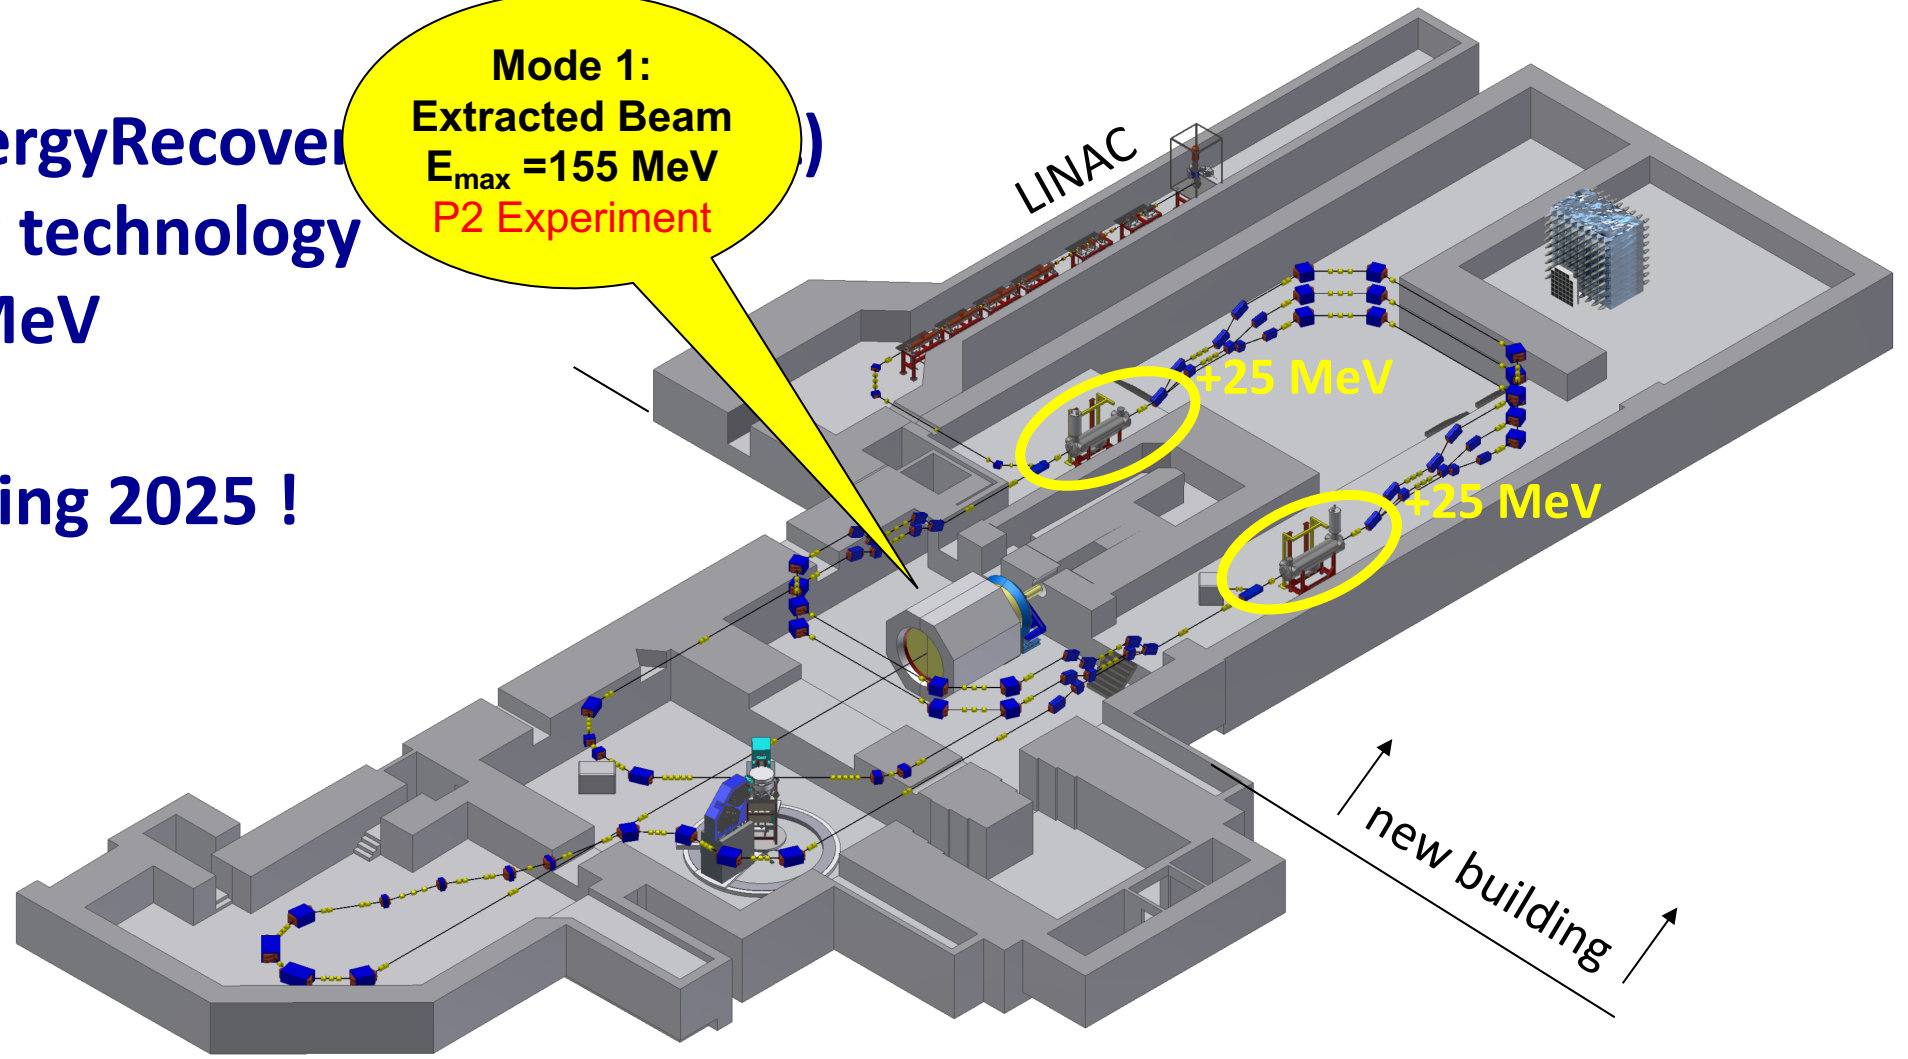 Mode 1:
Extracted Beam
Emax =155 MeV
P2 Experiment
ergyRecover )
technology
MeV
ing 2025 !
LINAC
+25 MeV
+25 MeV
new building